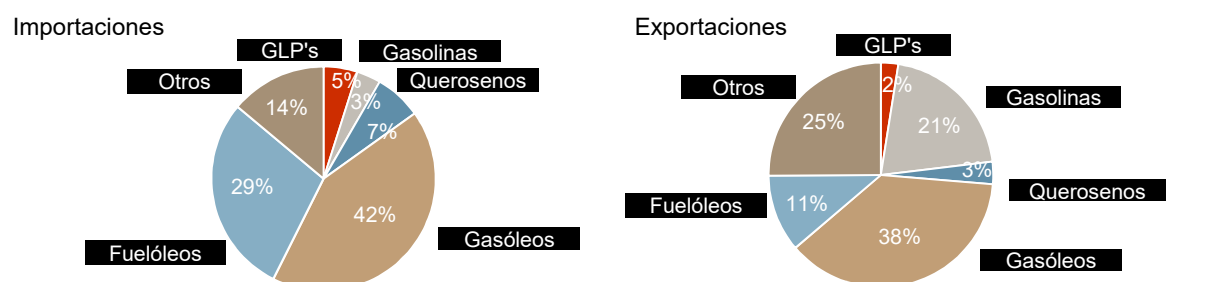 Importaciones
GLP's
Gasolinas
Querosenos
Otros
5%
3%
7%
14%
29%
42%
Fuelóleos
Gasóleos
Exportaciones
GLP's
Otros
Gasolinas
2%
21%
25%
3%
Querosenos
Fuelóleos
11%
38%
Gasóleos